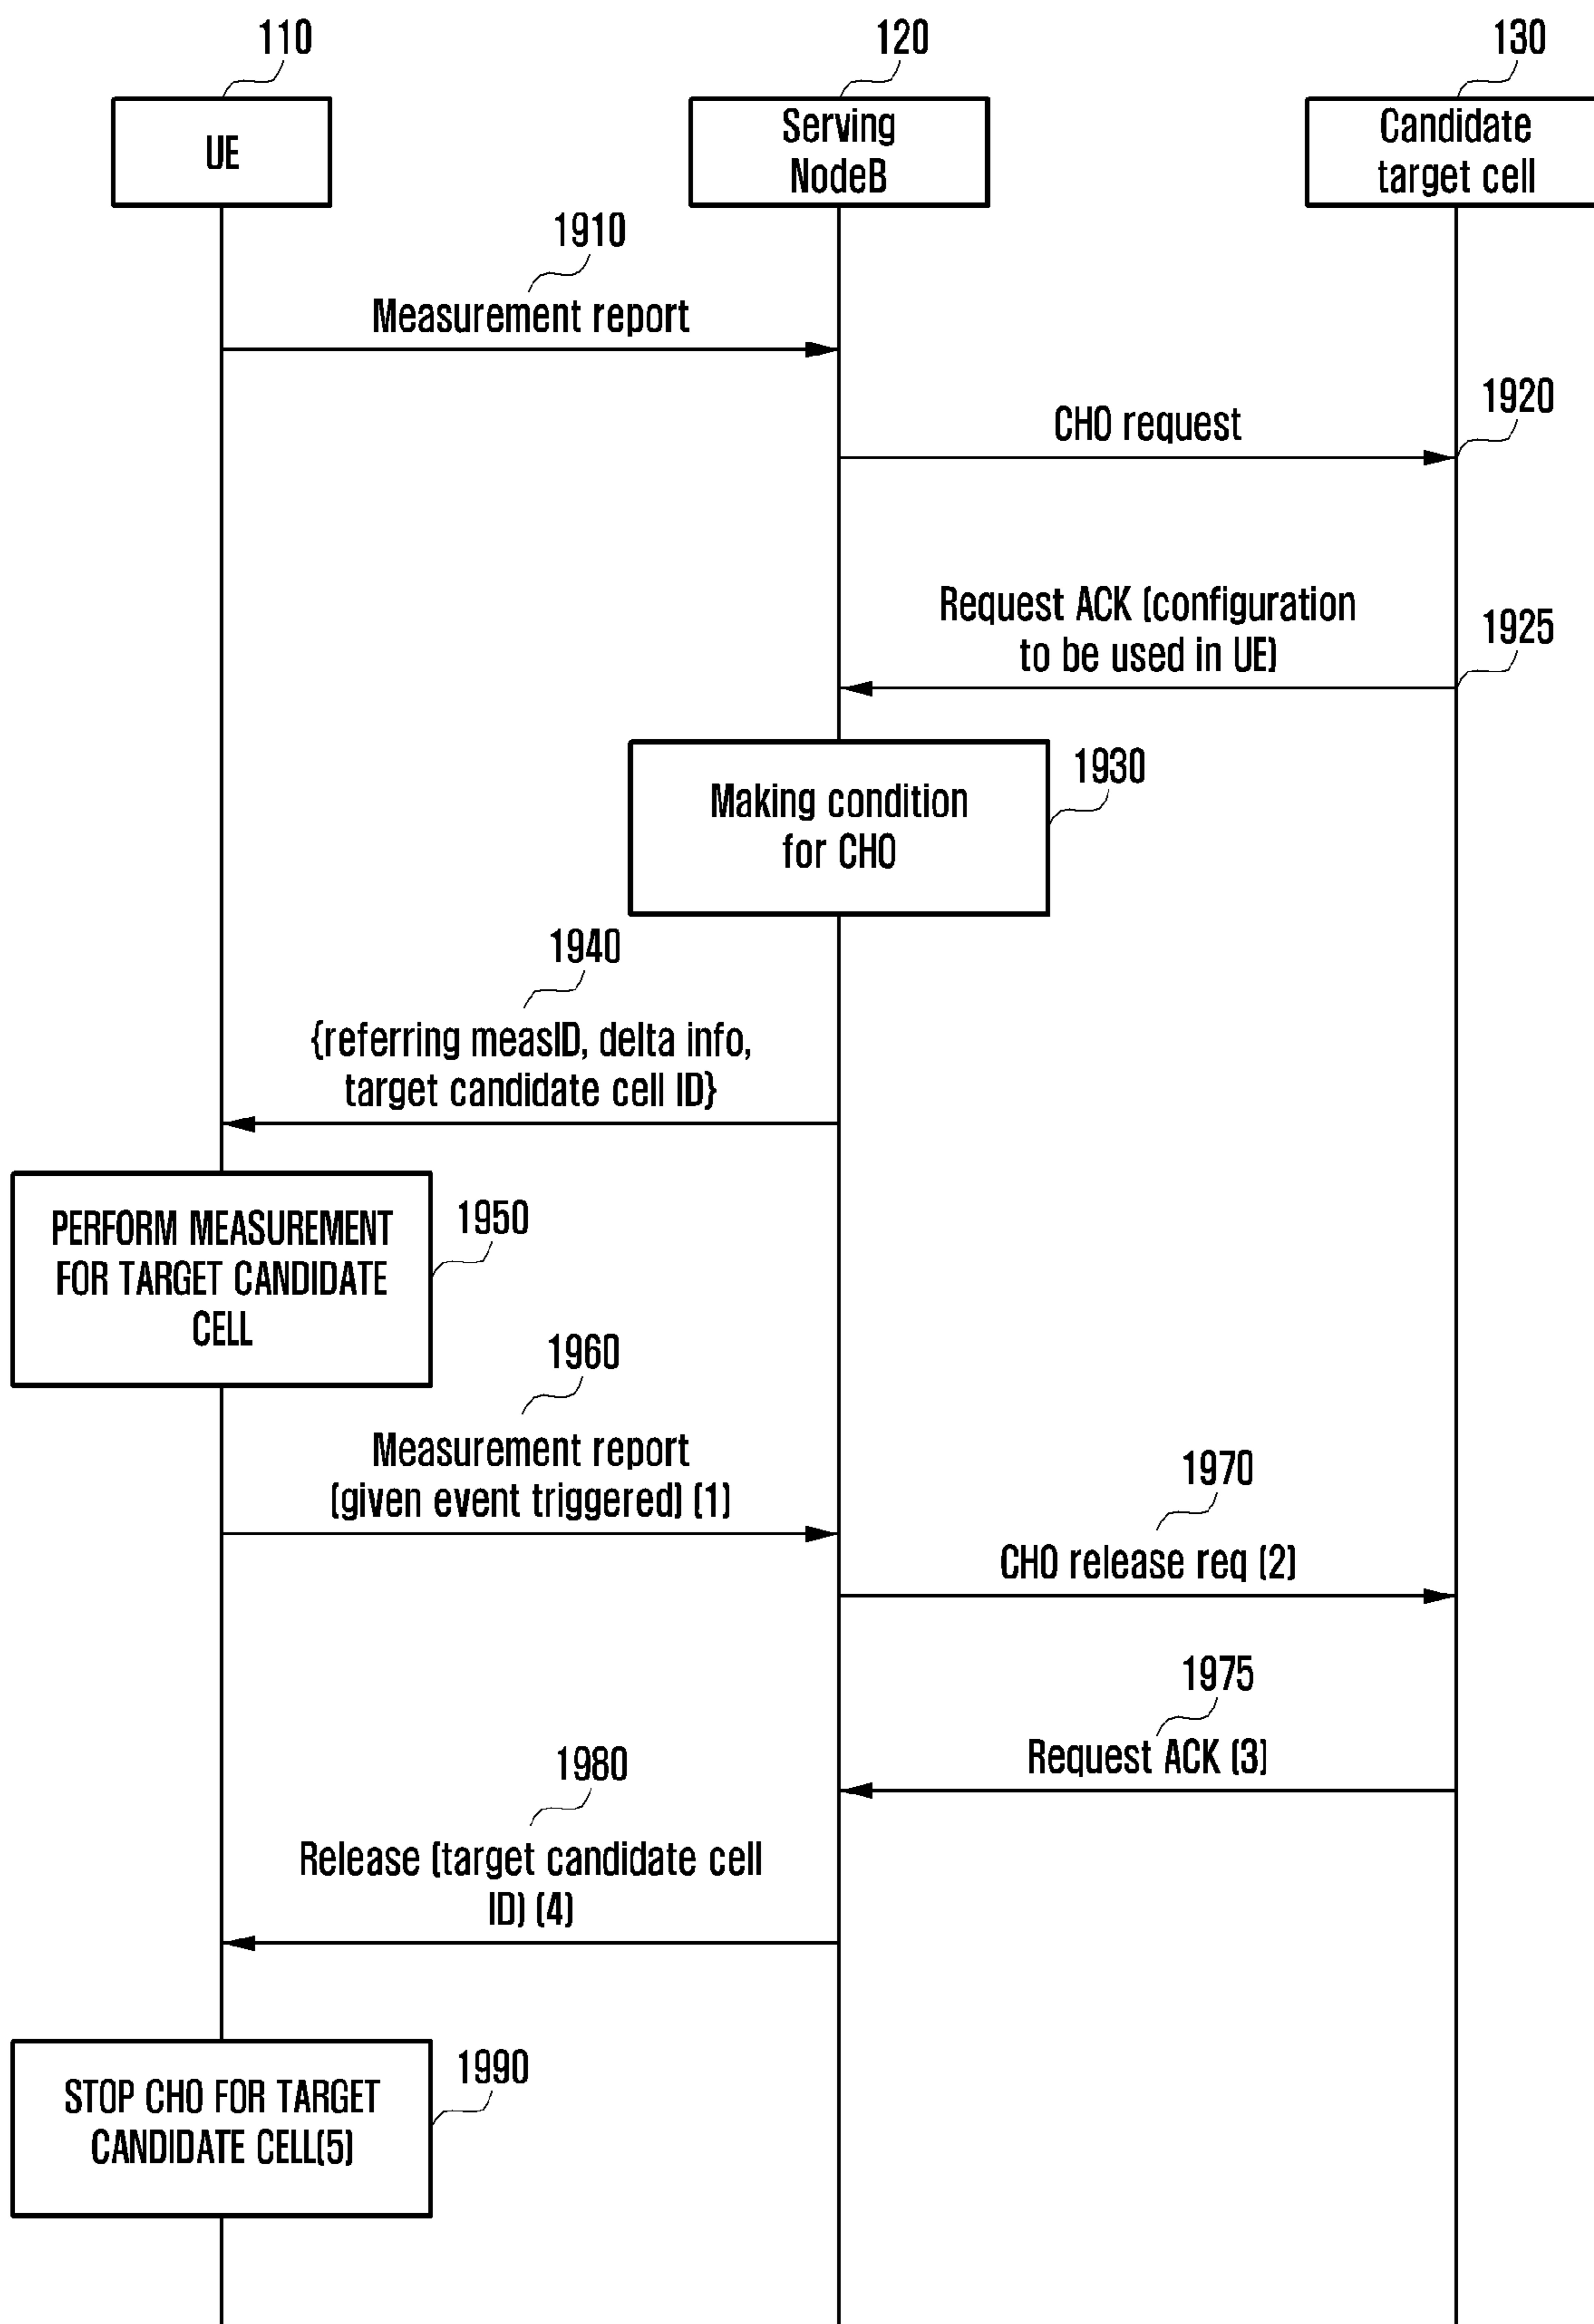 110
120
130
UE
Serving
NodeB
Candidate
target cell
1910
Measurement report
1920
CHO request
1925
Request ACK (configuration
to be used in UE)
1930
Making condition
for CHO
1940
{referring measID, delta info,
target candidate cell ID}
1950
PERFORM MEASUREMENT
FOR TARGET CANDIDATE
CELL
1960
Measurement report
(given event triggered) (1)
1970
CHO release req (2)
1975
Request ACK (3)
1980
Release (target candidate cell
ID) (4)
1990
STOP CHO FOR TARGET
CANDIDATE CELL(5)